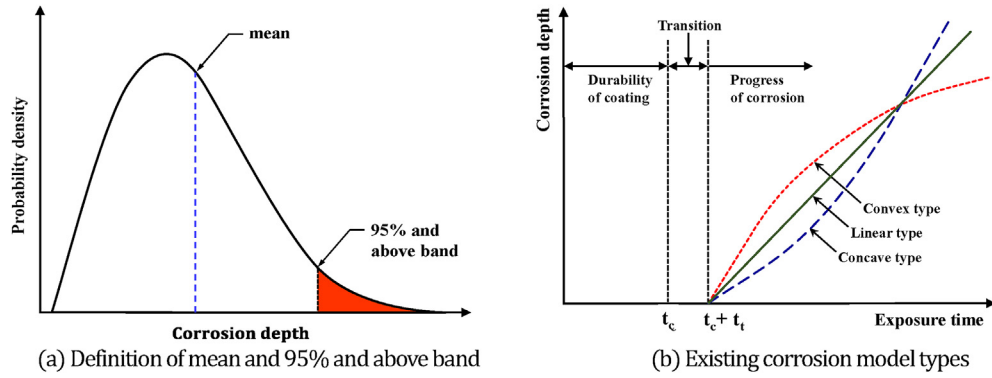 Probability density
mean
95% and
above band
Corrosion depth
(a) Definition of mean and 95% and above band
Corrosion depth
Transition
Durability
of coating
Progress
of corrosion
Convex type
Linear type
Concave type
tc
tc+ tt
Exposure time
(b) Existing corrosion model types